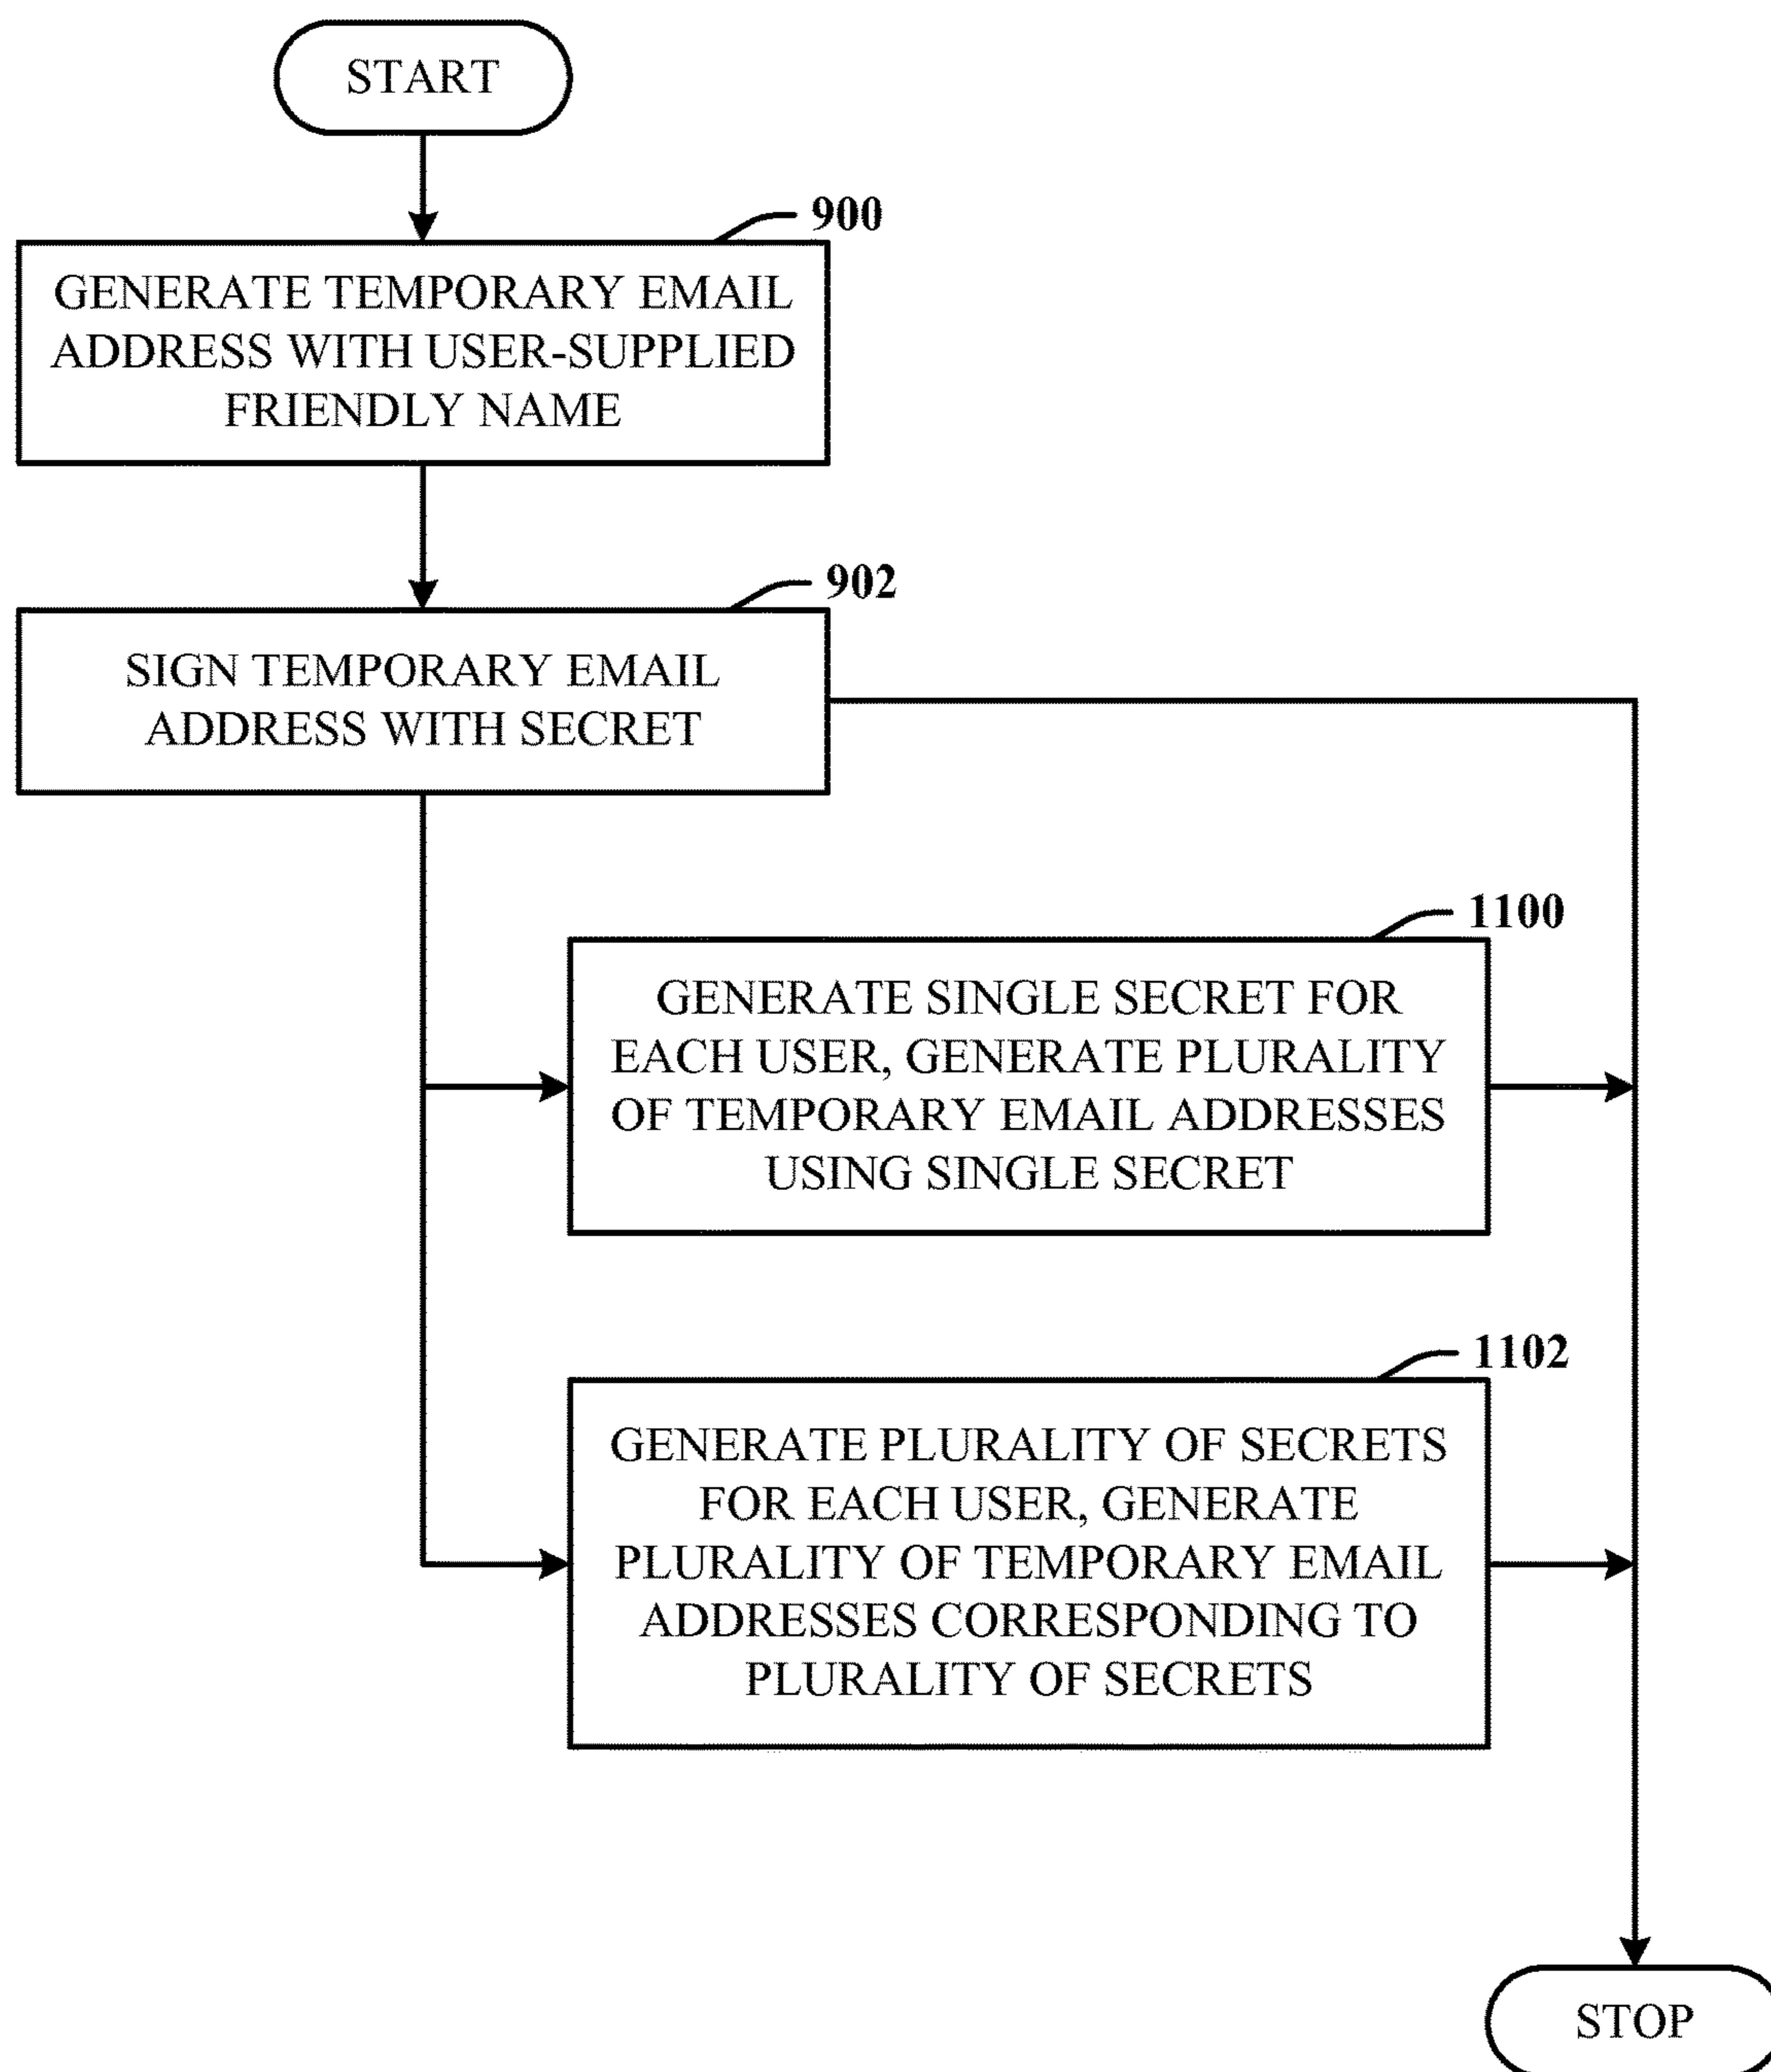 START
900
GENERATE TEMPORARY EMAIL
ADDRESS WITH USER-SUPPLIED
FRIENDLY NAME
902
SIGN TEMPORARY EMAIL
ADDRESS WITH SECRET
1100
GENERATE SINGLE SECRET FOR
EACH USER, GENERATE PLURALITY
OF TEMPORARY EMAIL ADDRESSES
USING SINGLE SECRET
1102
GENERATE PLURALITY OF SECRETS
FOR EACH USER, GENERATE
PLURALITY OF TEMPORARY EMAIL
ADDRESSES CORRESPONDING TO
PLURALITY OF SECRETS
STOP